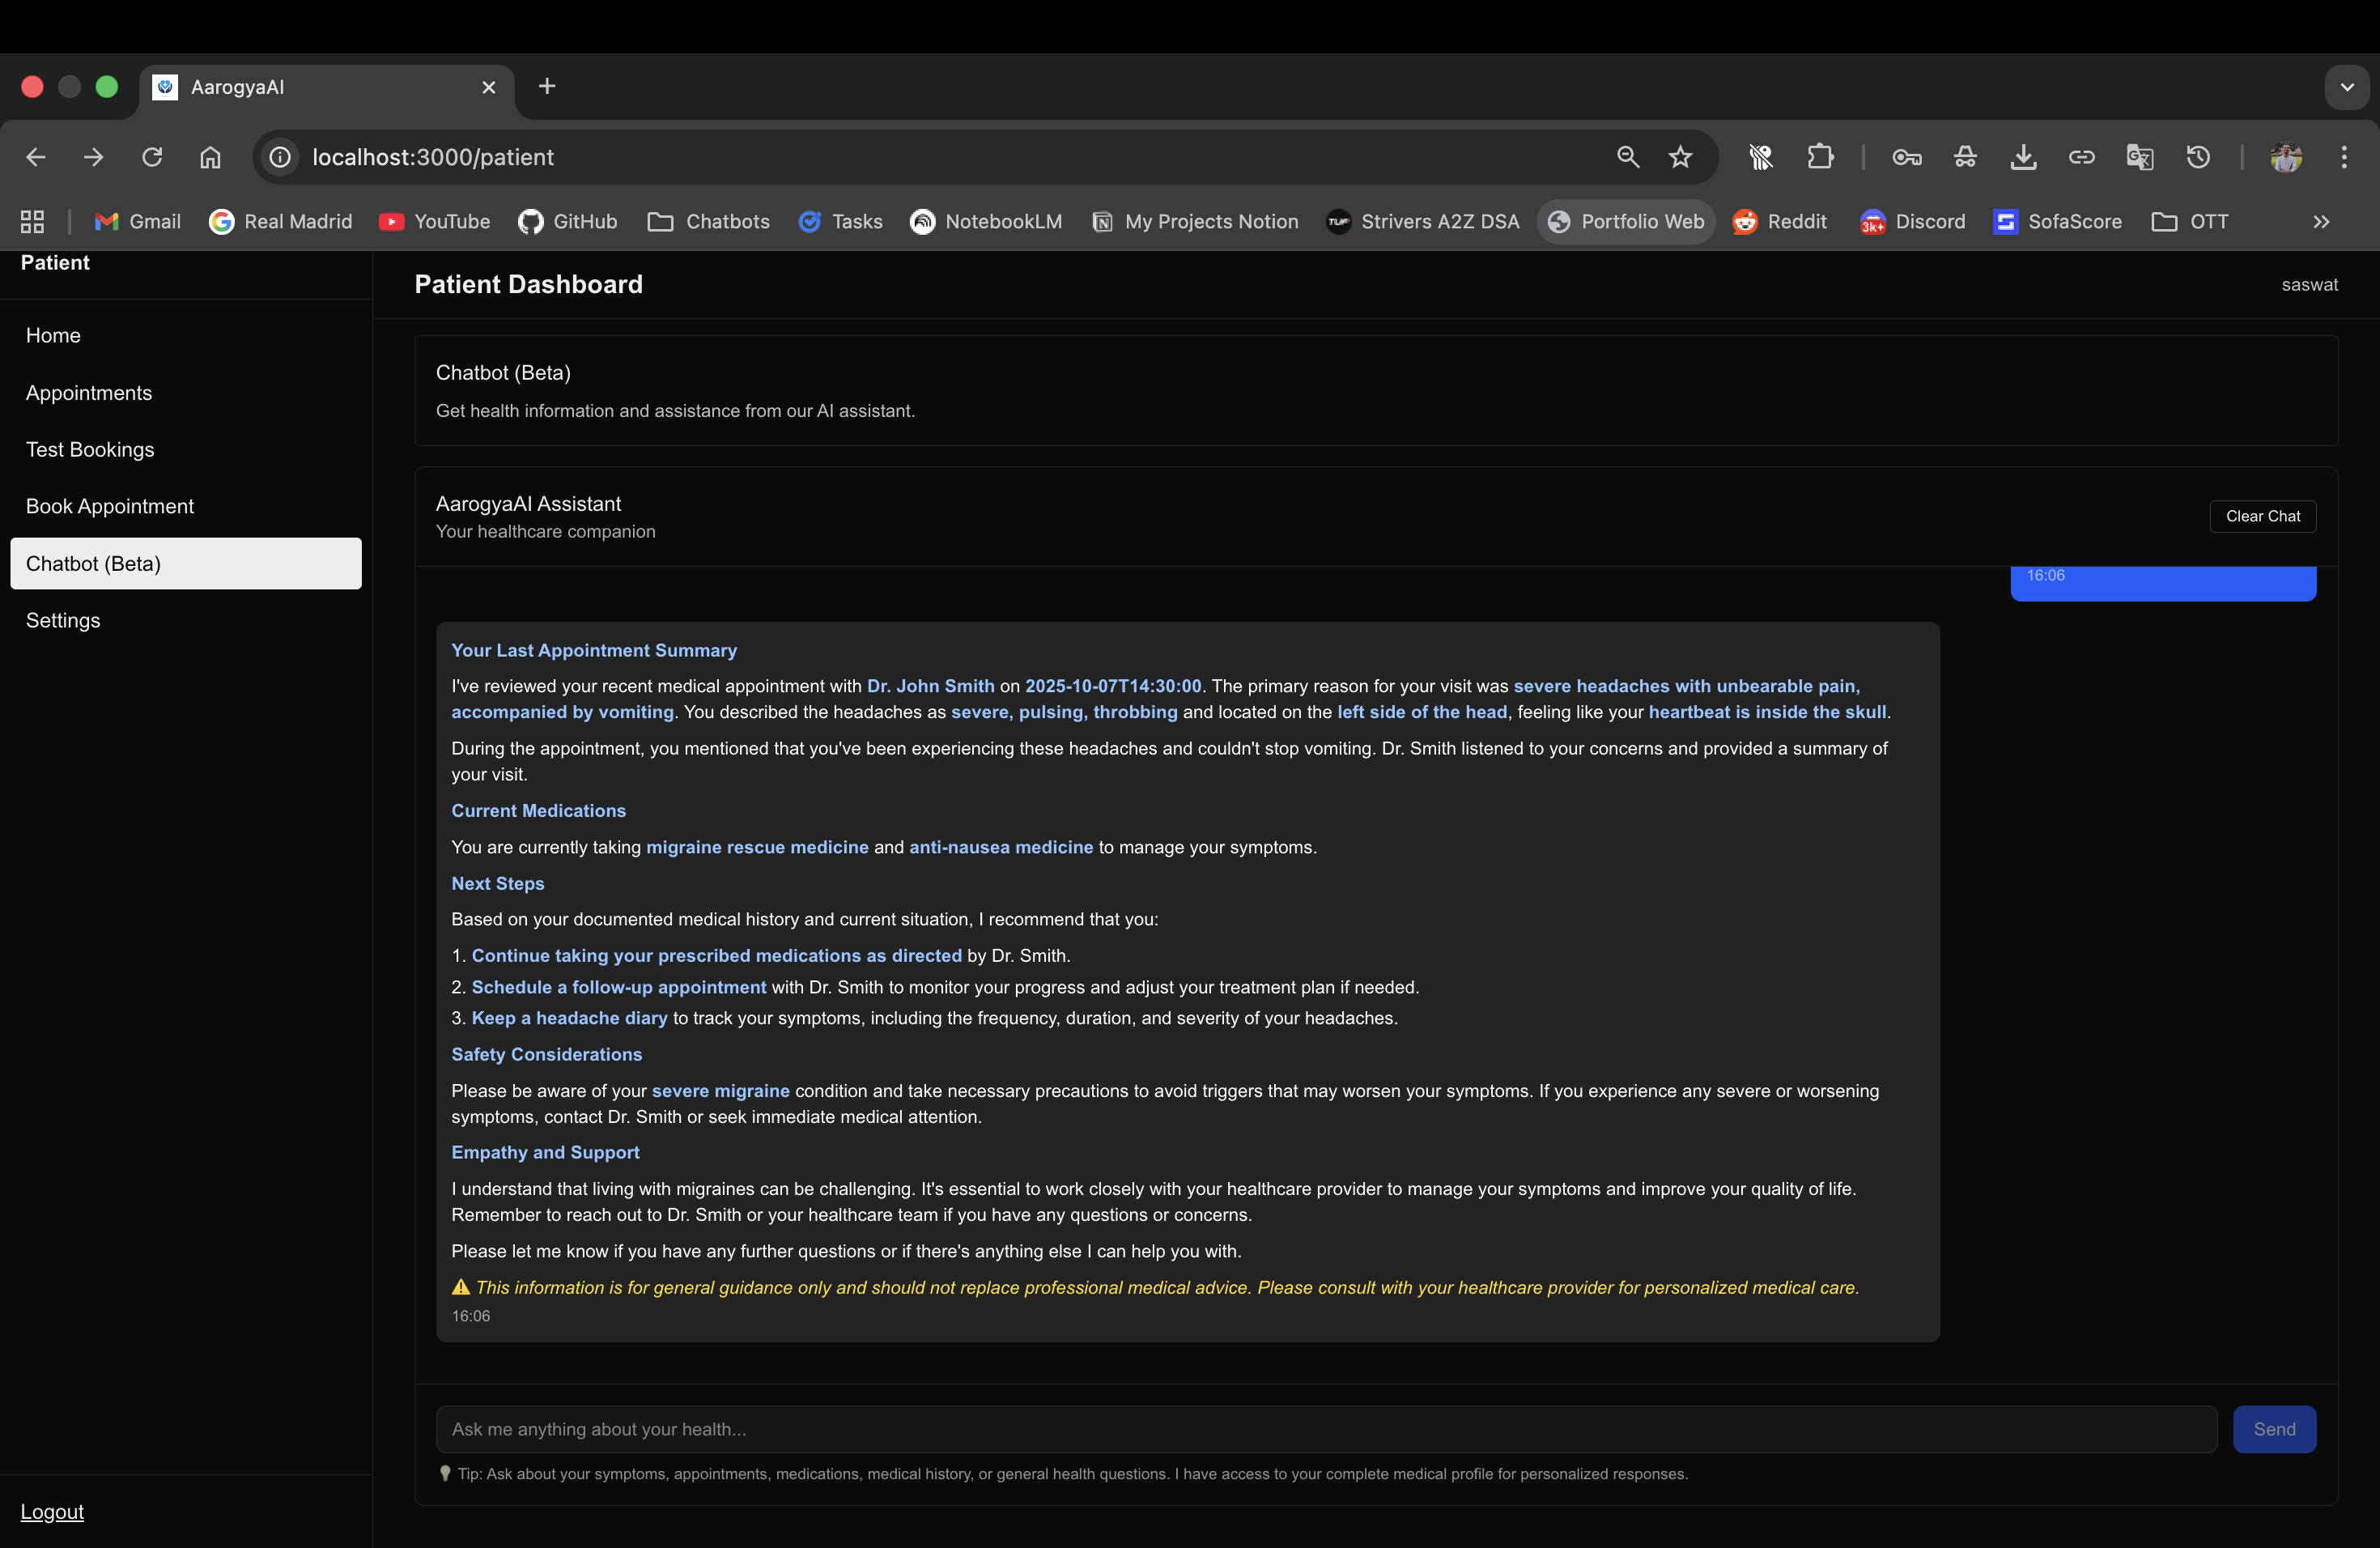 AarogyaAI
localhost:3000/patient
Gmail
Real Madrid
YouTube
GitHub
Chatbots
Tasks
NotebookLM
My Projects Notion
TUF
Strivers A2Z DSA
Portfolio Web
Reddit
3k+
Discord
SofaScore
OTT
Patient
Home
Appointments
Test Bookings
Book Appointment
Chatbot (Beta)
Settings
Logout
Patient Dashboard
saswat
Chatbot (Beta)
Get health information and assistance from our AI assistant.
AarogyaAI Assistant
Your healthcare companion
Clear Chat
16:06
Your Last Appointment Summary
I've reviewed your recent medical appointment with Dr. John Smith on 2025-10-07T14:30:00. The primary reason for your visit was severe headaches with unbearable pain,
accompanied by vomiting. You described the headaches as severe, pulsing, throbbing and located on the left side of the head, feeling like your heartbeat is inside the skull.
During the appointment, you mentioned that you've been experiencing these headaches and couldn't stop vomiting. Dr. Smith listened to your concerns and provided a summary of
your visit.
Current Medications
You are currently taking migraine rescue medicine and anti-nausea medicine to manage your symptoms.
Next Steps
Based on your documented medical history and current situation, I recommend that you:
1. Continue taking your prescribed medications as directed by Dr. Smith.
2. Schedule a follow-up appointment with Dr. Smith to monitor your progress and adjust your treatment plan if needed.
3. Keep a headache diary to track your symptoms, including the frequency, duration, and severity of your headaches.
Safety Considerations
Please be aware of your severe migraine condition and take necessary precautions to avoid triggers that may worsen your symptoms. If you experience any severe or worsening
symptoms, contact Dr. Smith or seek immediate medical attention.
Empathy and Support
I understand that living with migraines can be challenging. It's essential to work closely with your healthcare provider to manage your symptoms and improve your quality of life.
Remember to reach out to Dr. Smith or your healthcare team if you have any questions or concerns.
Please let me know if you have any further questions or if there's anything else I can help you with.
⚠️ This information is for general guidance only and should not replace professional medical advice. Please consult with your healthcare provider for personalized medical care.
16:06
Ask me anything about your health...
Send
💡 Tip: Ask about your symptoms, appointments, medications, medical history, or general health questions. I have access to your complete medical profile for personalized responses.